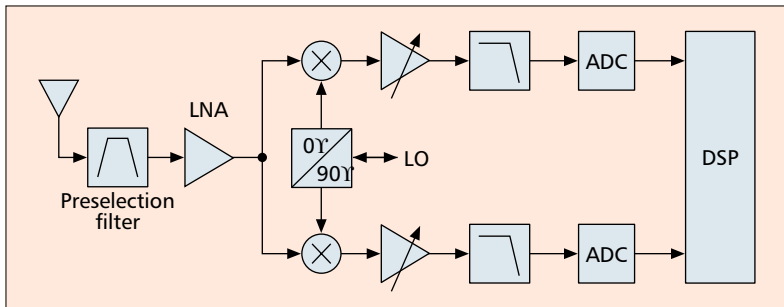 LNA
ADC
0ϒ
90ϒ
LO
DSP
Preselection
filter
ADC